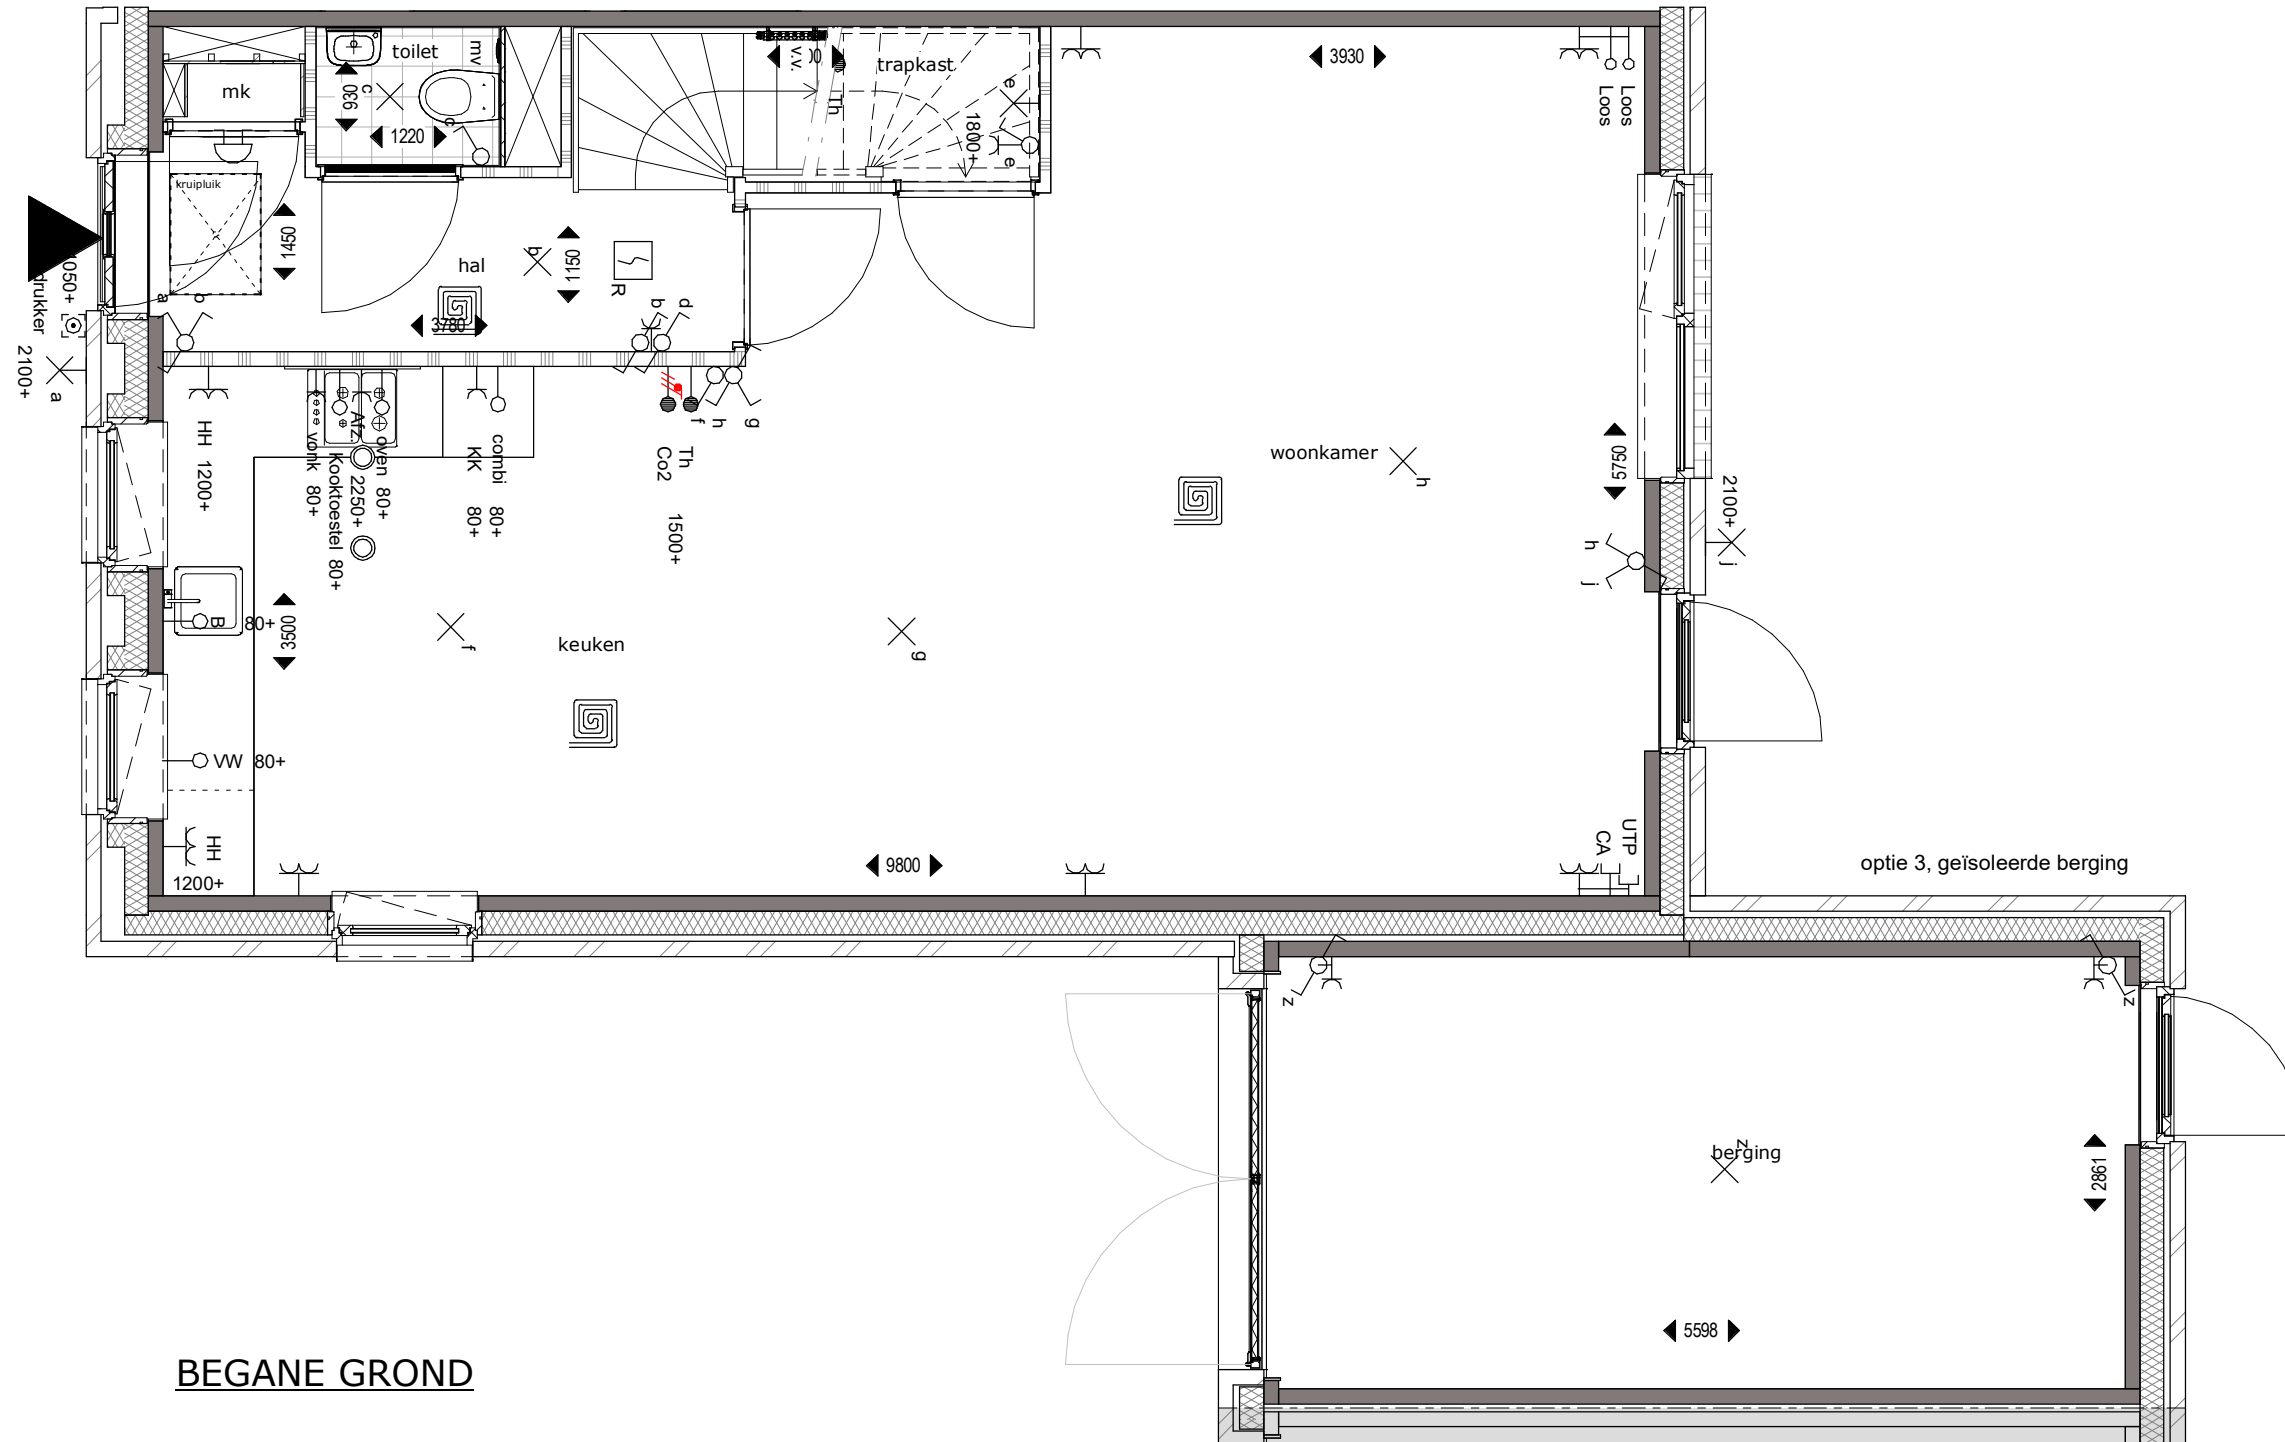 toilet
mv
mk
930
c
1220
c
v.v.
Th
trapkast
e
1800+
e
3930
Loos
Loos
kruipluik
1450
hal
b
1150
R
3780
a
b
b
d
1050+
drukker
2100+
a
HH 1200+
vonk 80+
Kooktoestel 80+
Afz. 2250+
oven 80+
KK 80+
combi 80+
Co2
Th
1500+
f
h
g
woonkamer
h
5750
2100+
j
h
j
B 80+
3500
f
keuken
g
VW 80+
HH
1200+
9800
CA
UTP
optie 3, geïsoleerde berging
z
z
z
berging
2861
5598
BEGANE GROND